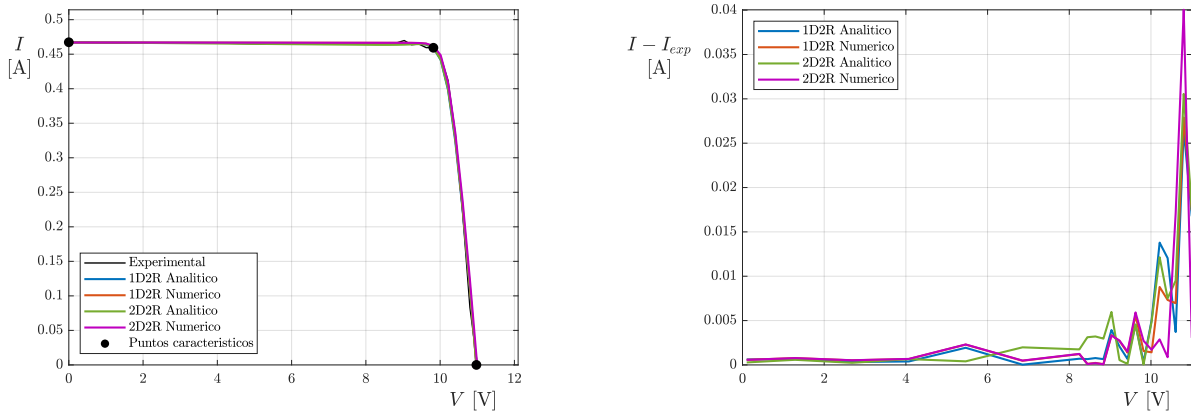 I
[A]
0.5
0.45
0.4
0.35
0.3
0.25
0.2
0.15
0.1
0.05
0
Experimental
1D2R Analitico
1D2R Numerico
2D2R Analitico
2D2R Numerico
Puntos caracteristicos
0 2 4 6 8 10 12
V [V]
I − I_exp
[A]
0.04
0.035
0.03
0.025
0.02
0.015
0.01
0.005
0
1D2R Analitico
1D2R Numerico
2D2R Analitico
2D2R Numerico
0 2 4 6 8 10
V [V]